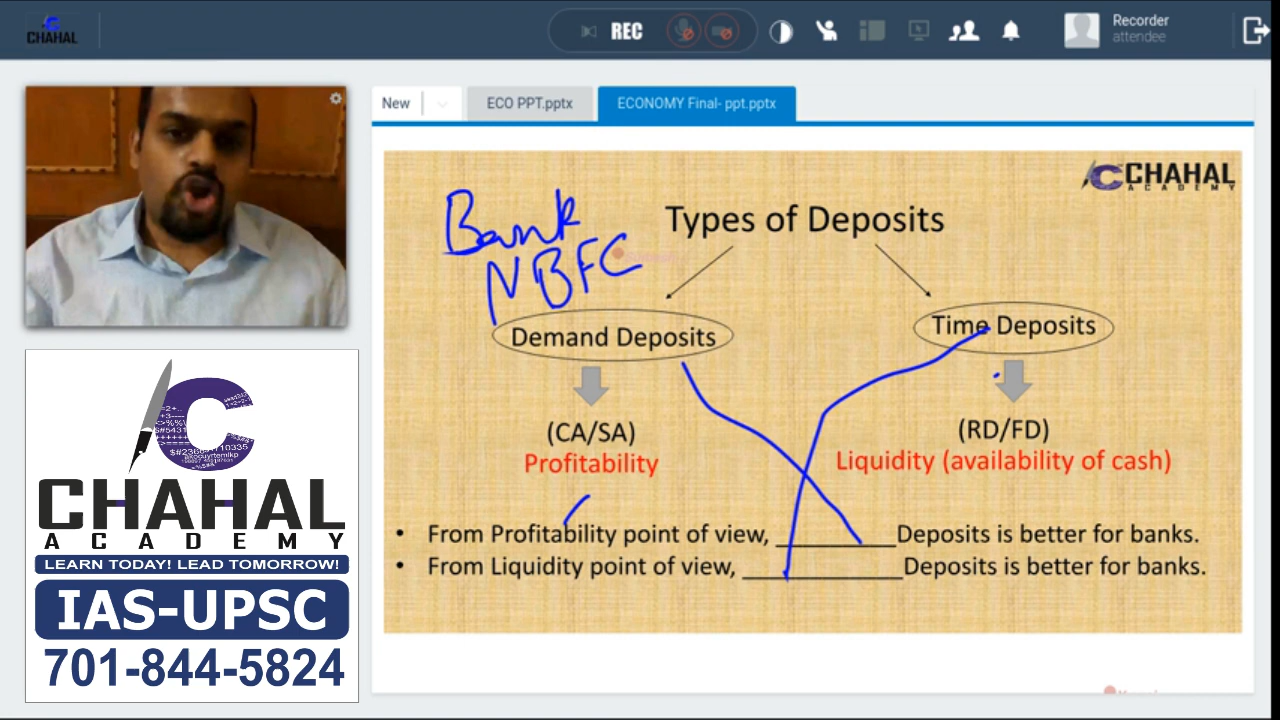 CHAHAL
REC
Recorder
attendee
New
ECO PPT.pptx
ECONOMY Final- ppt.pptx
CHAHAL
ACADEMY
Bank
NBFC
Types of Deposits
Demand Deposits
Time Deposits
(CA/SA)
(RD/FD)
Profitability
Liquidity (availability of cash)
• From Profitability point of view, __________ Deposits is better for banks.
• From Liquidity point of view, ______________ Deposits is better for banks.
CHAHAL
ACADEMY
LEARN TODAY! LEAD TOMORROW!
IAS-UPSC
701-844-5824